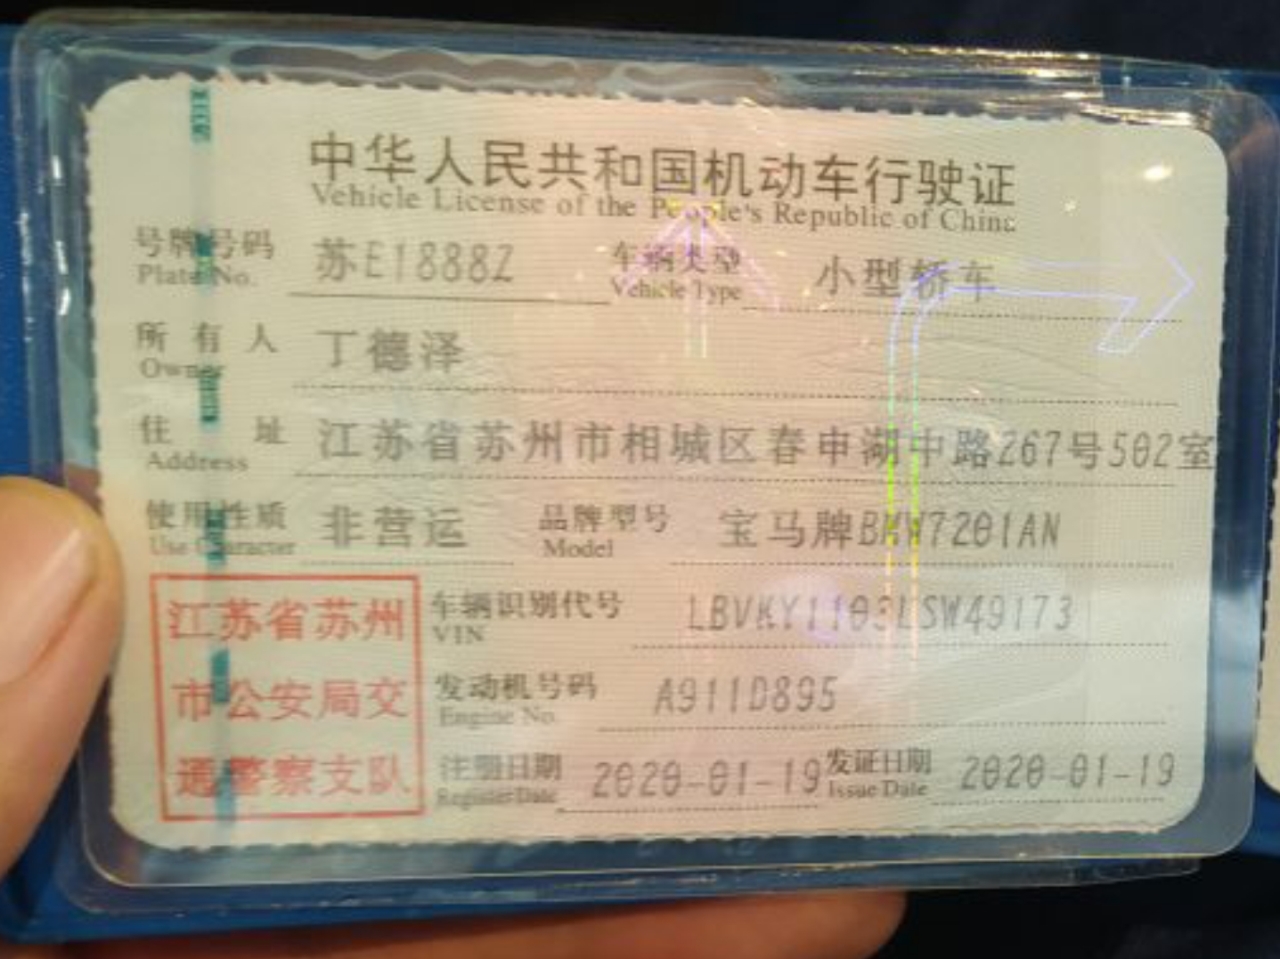 中华人民共和国机动车行驶证
Vehicle License of the People's Republic of China
号牌号码 苏E1888Z 车辆类型 小型轿车
Plate No. Vehicle Type
所有人 丁德泽
Owner
住址 江苏省苏州市相城区春申湖中路267号502室
Address
使用性质 非营运 品牌型号 宝马牌BMW7201AN
Use Character Model
江苏省苏州
市公安局交
通警察支队
车辆识别代号 LBVKY1103LSW49173
VIN
发动机号码 A911D895
Engine No.
注册日期 2020-01-19 发证日期 2020-01-19
Register Date Issue Date